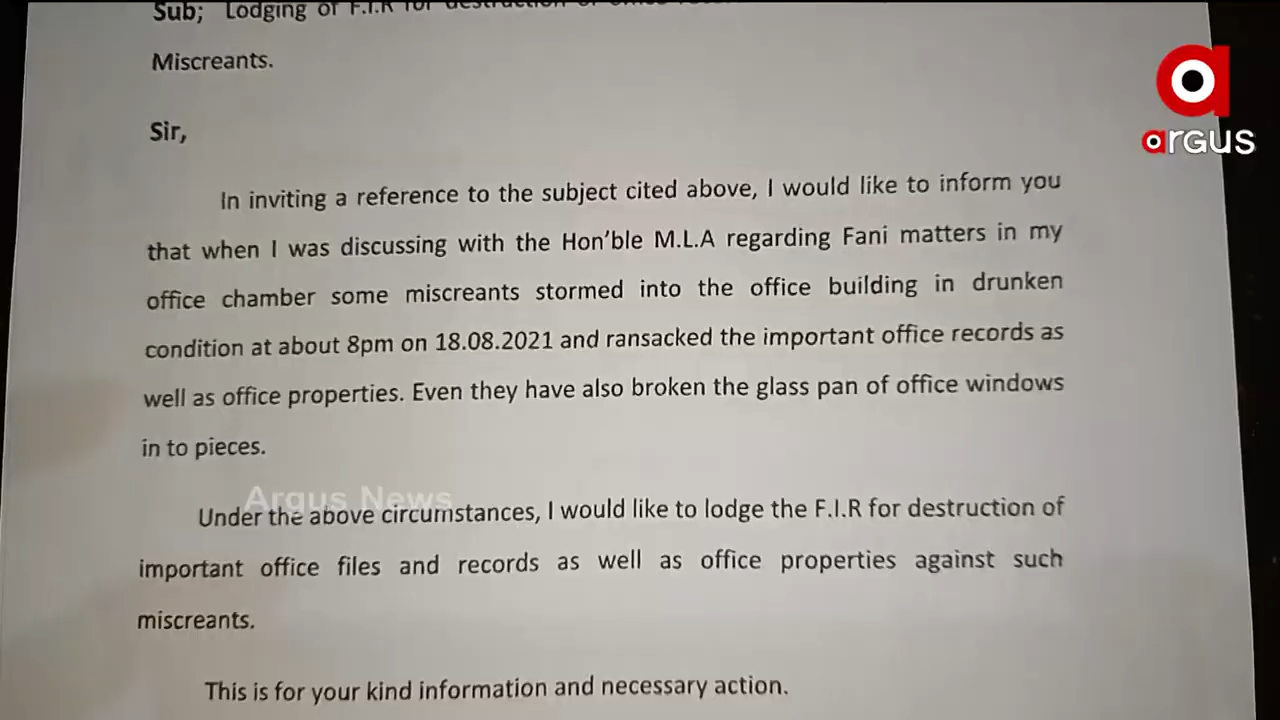 Sub; Lodging of F.I.R for destruction of office
Miscreants.
Sir,
In inviting a reference to the subject cited above, I would like to inform you
that when I was discussing with the Hon'ble M.L.A regarding Fani matters in my
office chamber some miscreants stormed into the office building in drunken
condition at about 8pm on 18.08.2021 and ransacked the important office records as
well as office properties. Even they have also broken the glass pan of office windows
in to pieces.
Under the above circumstances, I would like to lodge the F.I.R for destruction of
important office files and records as well as office properties against such
miscreants.
This is for your kind information and necessary action.
argus
Argus News